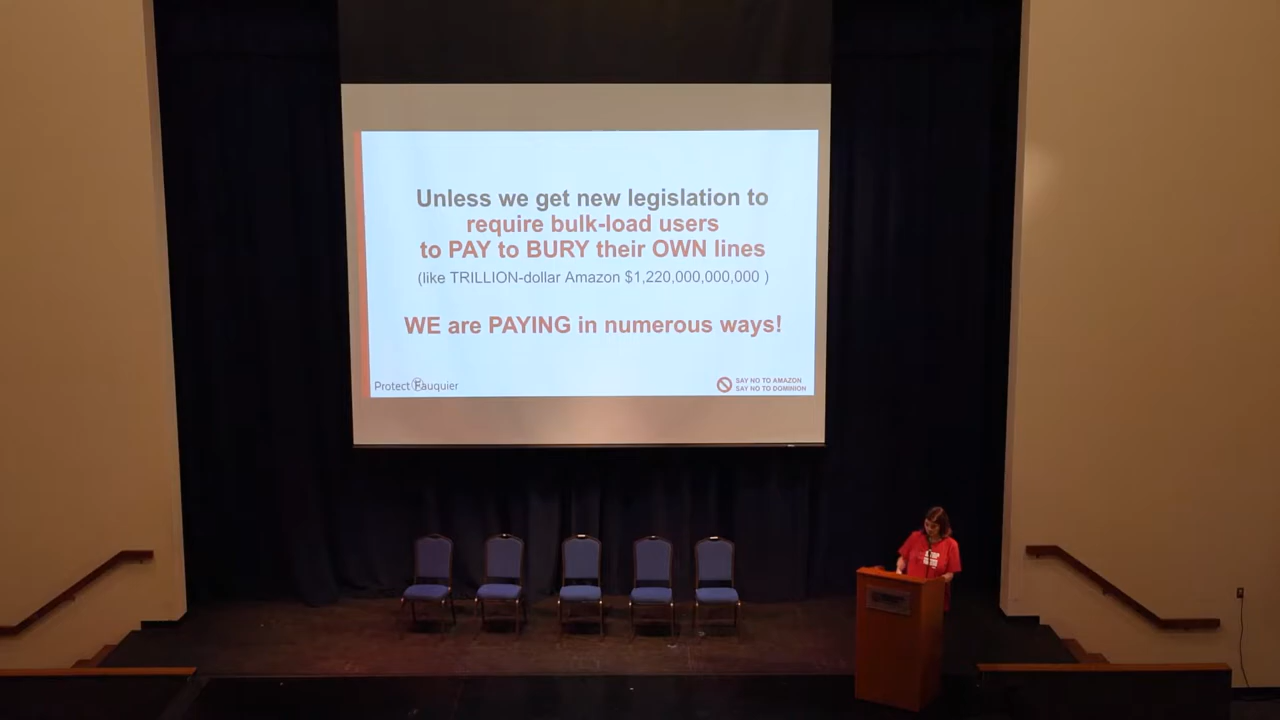 Unless we get new legislation to
require bulk-load users
to PAY to BURY their OWN lines
(like TRILLION-dollar Amazon $1,220,000,000,000 )
WE are PAYING in numerous ways!
Protect Fauquier
SAY NO TO AMAZON
SAY NO TO DOMINION